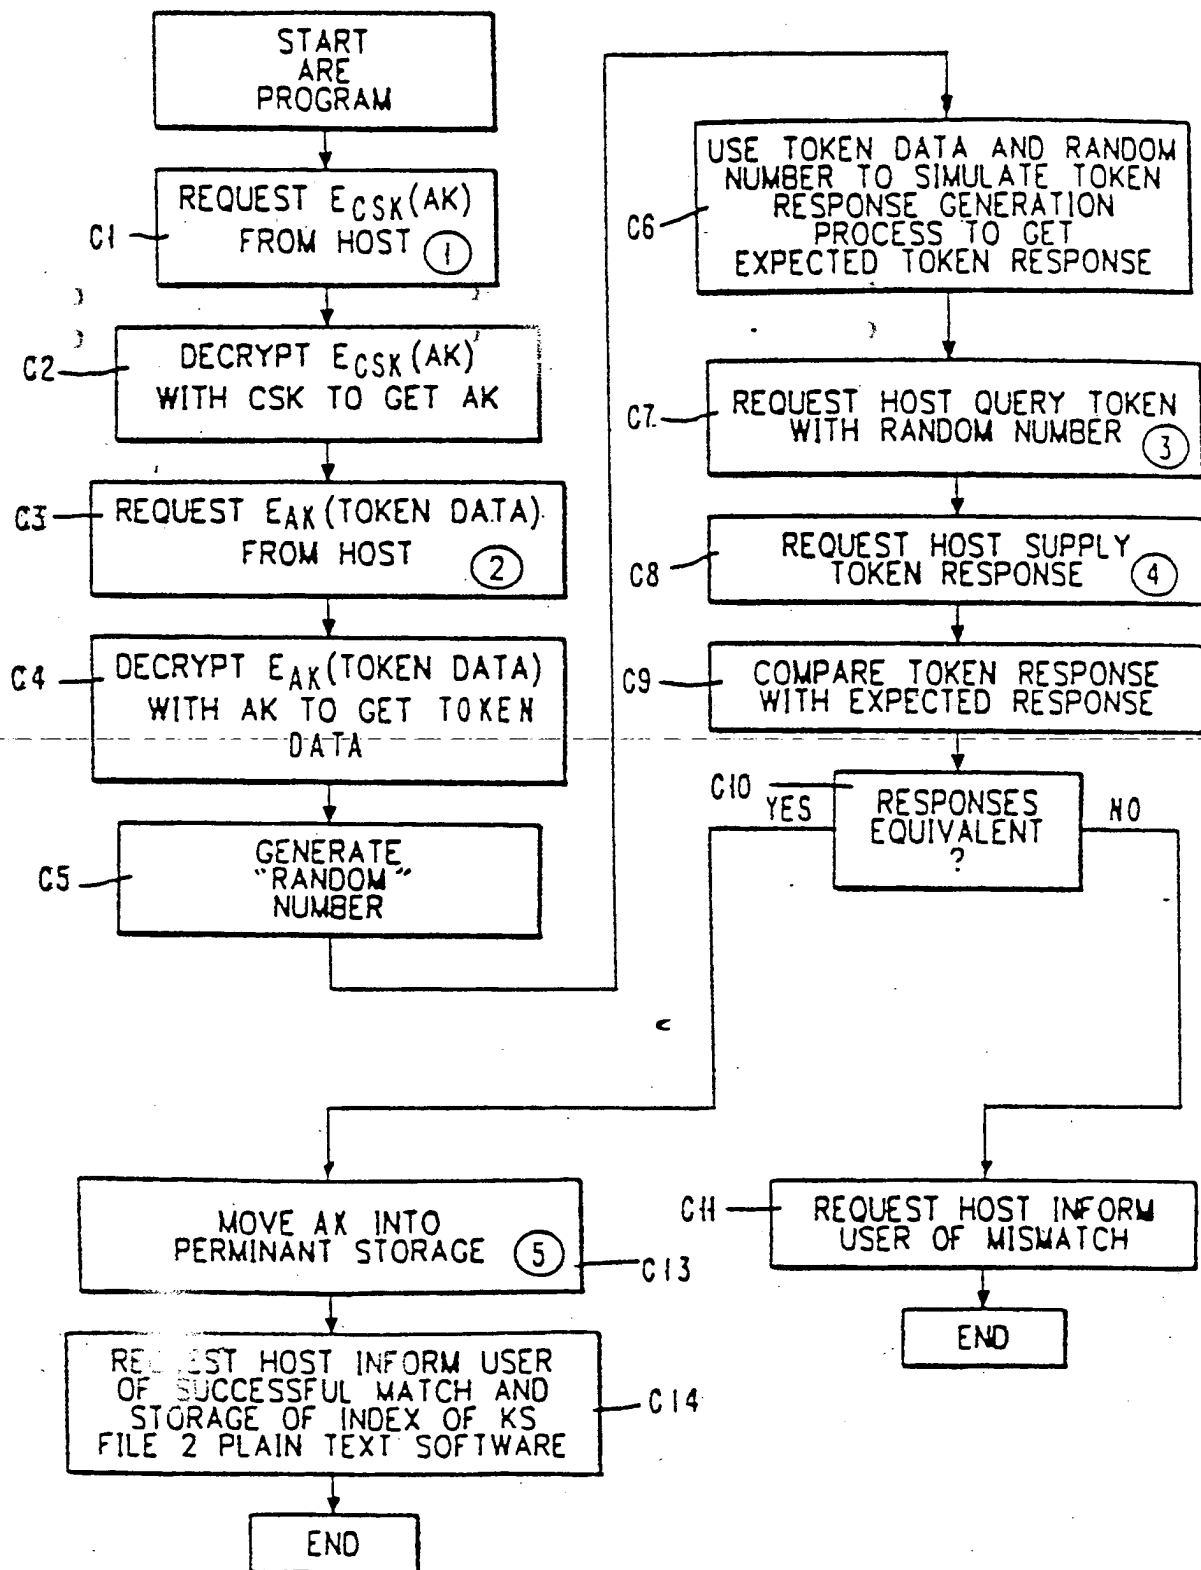 START
ARE
PROGRAM
C1
REQUEST ECSK(AK)
FROM HOST 1
C2
DECRYPT ECSK(AK)
WITH CSK TO GET AK
C3
REQUEST EAK(TOKEN DATA)
FROM HOST
2
C4
DECRYPT EAK(TOKEN DATA)
WITH AK TO GET TOKEN
DATA
C5
GENERATE
"RANDOM"
NUMBER
C6
USE TOKEN DATA AND RANDOM
NUMBER TO SIMULATE TOKEN
RESPONSE GENERATION
PROCESS TO GET
EXPECTED TOKEN RESPONSE
C7
REQUEST HOST QUERY TOKEN
WITH RANDOM NUMBER 3
C8
REQUEST HOST SUPPLY
TOKEN RESPONSE 4
C9
COMPARE TOKEN RESPONSE
WITH EXPECTED RESPONSE
C10
RESPONSES
EQUIVALENT
?
YES
NO
MOVE AK INTO
PERMINANT STORAGE 5
C13
REQUEST HOST INFORM USER
OF SUCCESSFUL MATCH AND
STORAGE OF INDEX OF KS
FILE 2 PLAIN TEXT SOFTWARE
C14
END
C11
REQUEST HOST INFORM
USER OF MISMATCH
END